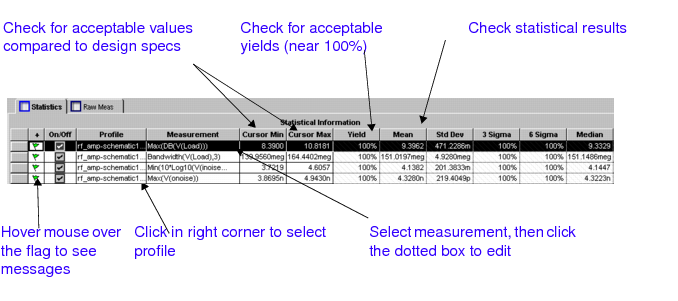 Check for acceptable values
compared to design specs
Check for acceptable
yields (near 100%)
Check statistical results
Statistics Raw Meas
Statistical Information
+ On/Off Profile Measurement Cursor Min Cursor Max Yield Mean Std Dev 3 Sigma 6 Sigma Median
rf_amp-schematic1... Max(DB(V(Load))) 8.3900 10.8181 100% 9.3962 471.2286m 100% 100% 9.3329
rf_amp-schematic1... Bandwidth(V(Load),3) 139.9560meg 164.4402meg 100% 151.0197meg 4.9280meg 100% 100% 151.1486meg
rf_amp-schematic1... Min(10*Log10(V(inoise... 3.7219 4.6057 100% 4.1382 201.3833m 100% 100% 4.1447
rf_amp-schematic1... Max(V(onoise)) 3.8695n 4.9430n 100% 4.3280n 219.4049p 100% 100% 4.3223n
Hover mouse over
the flag to see
messages
Click in right corner to select
profile
Select measurement, then click
the dotted box to edit